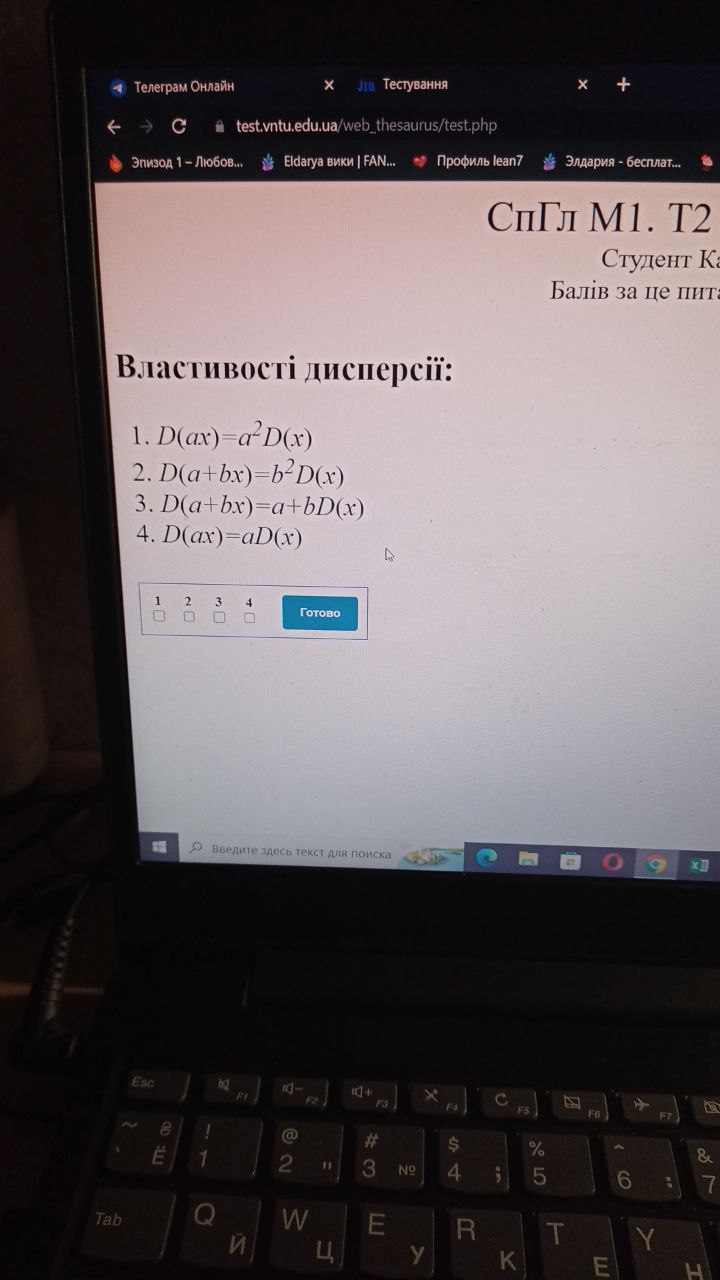 Телеграм Онлайн
Тестування
test.vntu.edu.ua/web_thesaurus/test.php
Эпизод 1 – Любов...
Eldarya вики | FAN...
Профиль lean7
Элдария - бесплат...
СпГл М1. Т2
Студент Ка
Балів за це пита
Властивості дисперсії:
1. D(ax)=a²D(x)
2. D(a+bx)=b²D(x)
3. D(a+bx)=a+bD(x)
4. D(ax)=aD(x)
1 2 3 4
Готово
Введите здесь текст для поиска
Esc F1 F2 F3 F4 F5 F6 F7
~ ₴ ` Ё ! 1 @ 2 " # 3 № $ 4 ; % 5 ^ 6 : & 7
Tab Q Й W Ц E У R К T Е Y Н